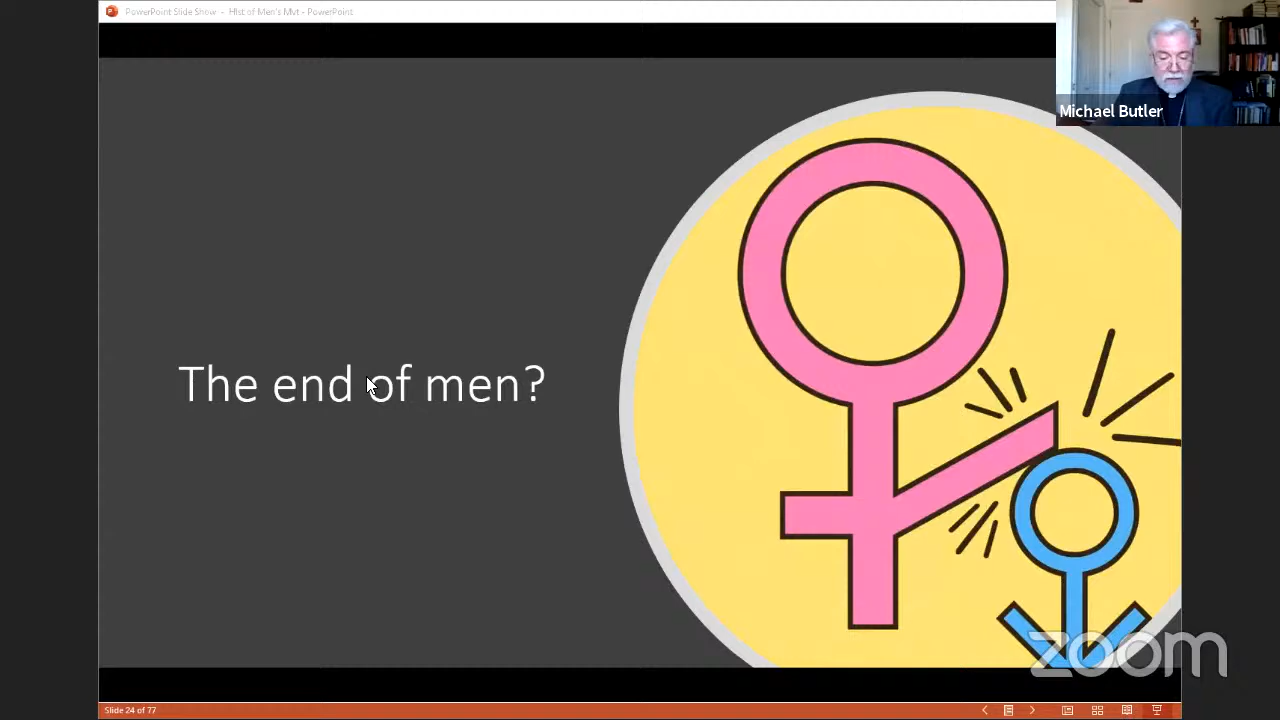 PowerPoint Slide Show - Hist of Men's Mvt - PowerPoint
Michael Butler
The end of men?
zoom
Slide 24 of 77